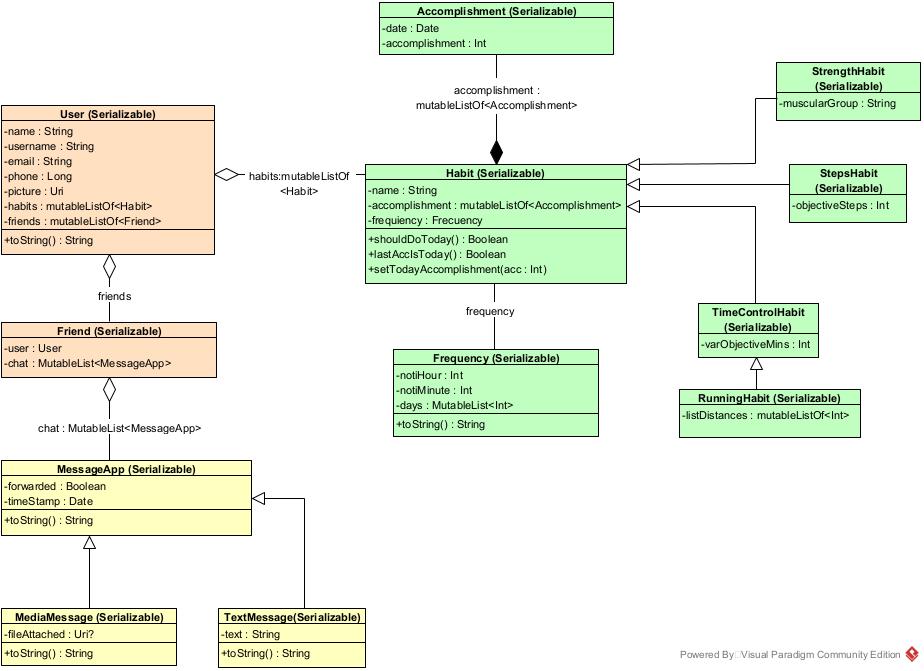 Accomplishment (Serializable)
-date : Date
-accomplishment : Int
accomplishment :
mutableListOf<Accomplishment>
StrengthHabit
(Serializable)
-muscularGroup : String
User (Serializable)
-name : String
-username : String
-email : String
-phone : Long
-picture : Uri
-habits : mutableListOf<Habit>
-friends : mutableListOf<Friend>
+toString() : String
habits:mutableListOf
<Habit>
Habit (Serializable)
-name : String
-accomplishment : mutableListOf<Accomplishment>
-frequiency : Frecuency
+shouldDoToday() : Boolean
+lastAccIsToday() : Boolean
+setTodayAccomplishment(acc : Int)
StepsHabit
(Serializable)
-objectiveSteps : Int
friends
frequency
TimeControlHabit
(Serializable)
-varObjectiveMins : Int
Friend (Serializable)
-user : User
-chat : MutableList<MessageApp>
Frequency (Serializable)
-notiHour : Int
-notiMinute : Int
-days : MutableList<Int>
+toString() : String
RunningHabit (Serializable)
-listDistances : mutableListOf<Int>
chat : MutableList<MessageApp>
MessageApp (Serializable)
-forwarded : Boolean
-timeStamp : Date
+toString() : String
MediaMessage (Serializable)
-fileAttached : Uri?
+toString() : String
TextMessage(Serializable)
-text : String
+toString() : String
Powered By Visual Paradigm Community Edition